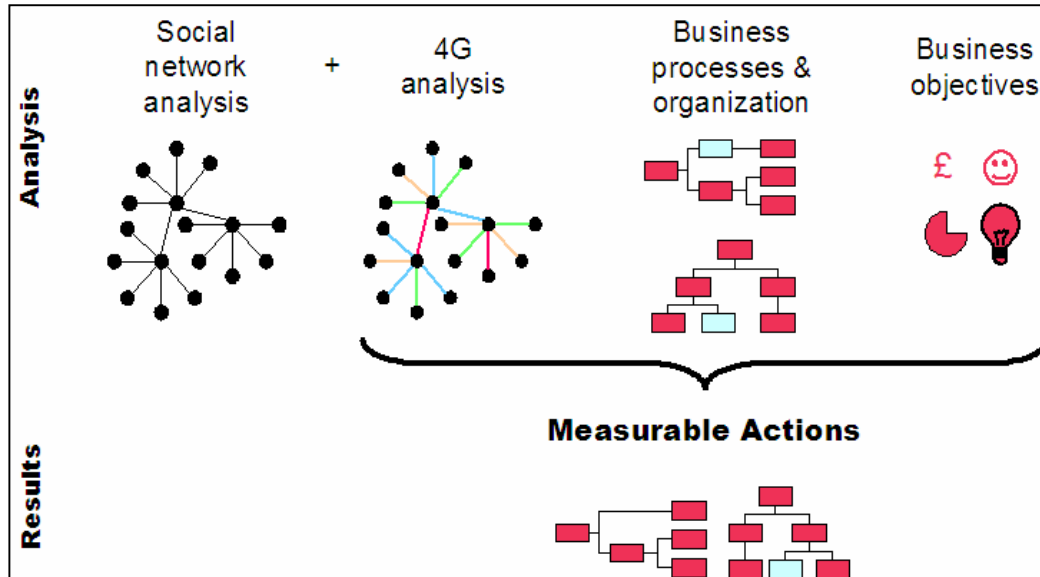 Social
network
analysis
+
4G
analysis
Business
processes &
organization
Business
objectives
Analysis
£
Measurable Actions
Results